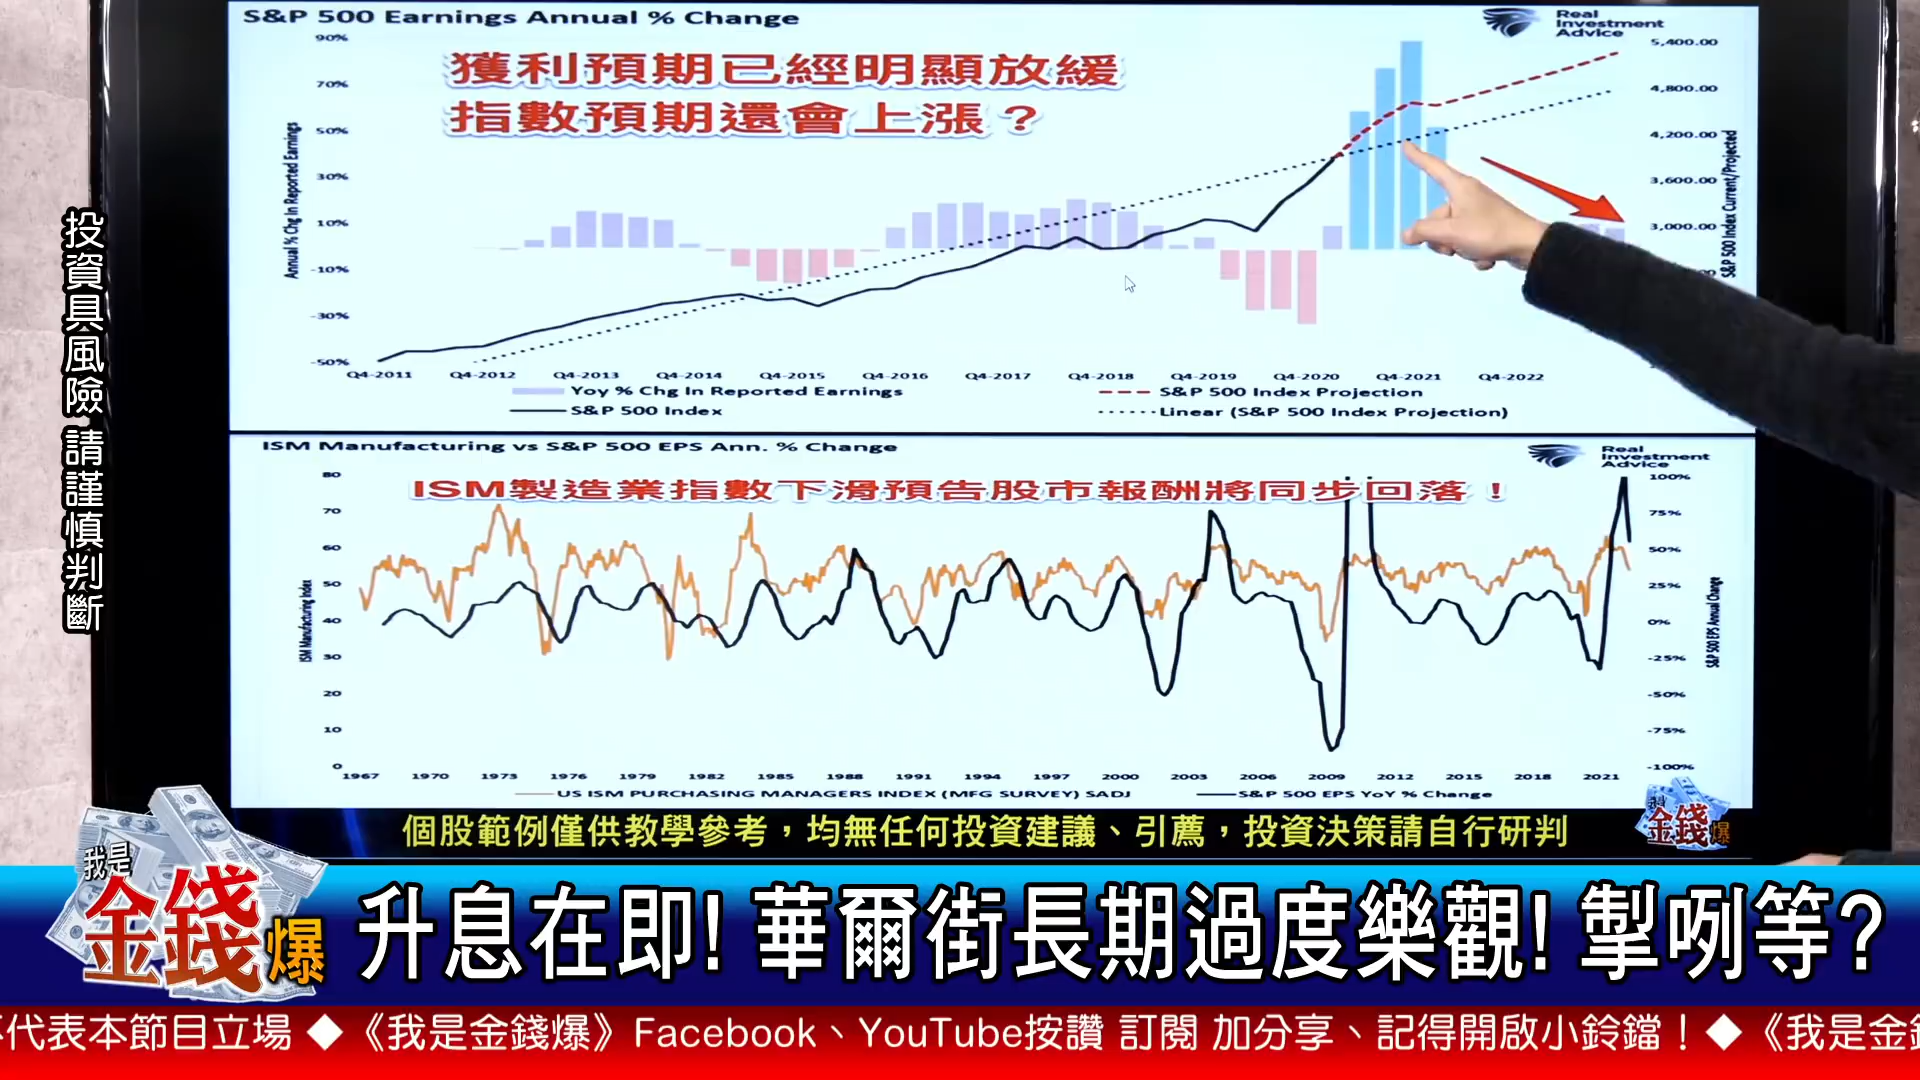 S&P 500 Earnings Annual % Change
Real
Investment
Advice
獲利預期已經明顯放緩
指數預期還會上漲？
90%
70%
50%
30%
10%
-10%
-30%
-50%
Annual % Chg In Reported Earnings
5,400.00
4,800.00
4,200.00
3,600.00
3,000.00
S&P 500 Index Current/Projected
Q4-2011 Q4-2012 Q4-2013 Q4-2014 Q4-2015 Q4-2016 Q4-2017 Q4-2018 Q4-2019 Q4-2020 Q4-2021 Q4-2022
Yoy % Chg In Reported Earnings
S&P 500 Index Projection
S&P 500 Index
Linear (S&P 500 Index Projection)
ISM Manufacturing vs S&P 500 EPS Ann. % Change
Real
Investment
Advice
ISM製造業指數下滑預告股市報酬將同步回落！
80
70
60
50
40
30
20
10
0
ISM Manufacturing Index
100%
75%
50%
25%
0%
-25%
-50%
-75%
-100%
S&P 500 EPS Annual Change
1967 1970 1973 1976 1979 1982 1985 1988 1991 1994 1997 2000 2003 2006 2009 2012 2015 2018 2021
US ISM PURCHASING MANAGERS INDEX (MFG SURVEY) SADJ
S&P 500 EPS YoY % Change
投資具風險 請謹慎判斷
個股範例僅供教學參考，均無任何投資建議、引薦，投資決策請自行研判
我是
金錢爆
我是
金錢爆
升息在即! 華爾街長期過度樂觀! 掣咧等?
代表本節目立場 ◆《我是金錢爆》Facebook、YouTube按讚 訂閱 加分享、記得開啟小鈴鐺！◆《我是金